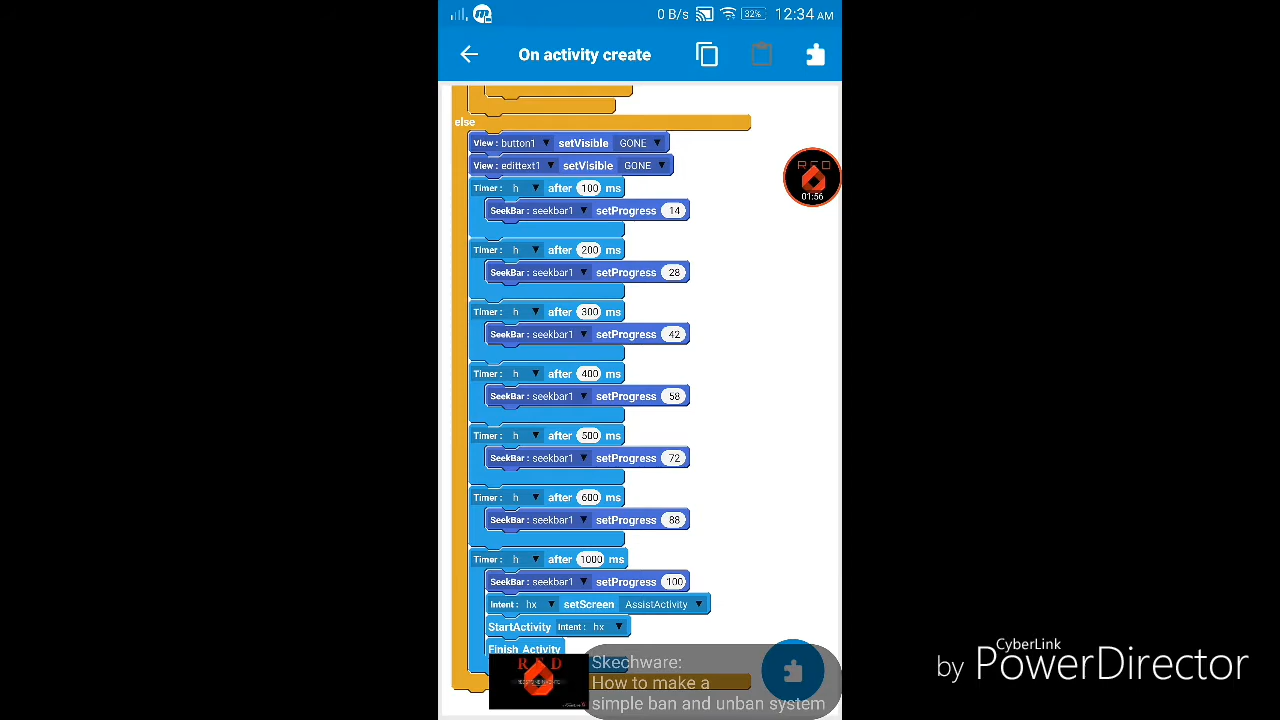 0 B/s 32% 12:34 AM
On activity create
else
View : button1 setVisible GONE
View : edittext1 setVisible GONE
Timer : h after 100 ms
SeekBar : seekbar1 setProgress 14
Timer : h after 200 ms
SeekBar : seekbar1 setProgress 28
Timer : h after 300 ms
SeekBar : seekbar1 setProgress 42
Timer : h after 400 ms
SeekBar : seekbar1 setProgress 58
Timer : h after 500 ms
SeekBar : seekbar1 setProgress 72
Timer : h after 600 ms
SeekBar : seekbar1 setProgress 88
Timer : h after 1000 ms
SeekBar : seekbar1 setProgress 100
Intent : hx setScreen AssistActivity
StartActivity Intent : hx
Finish Activity
RED
01:56
RED
Skechware:
How to make a
simple ban and unban system
CyberLink
by PowerDirector